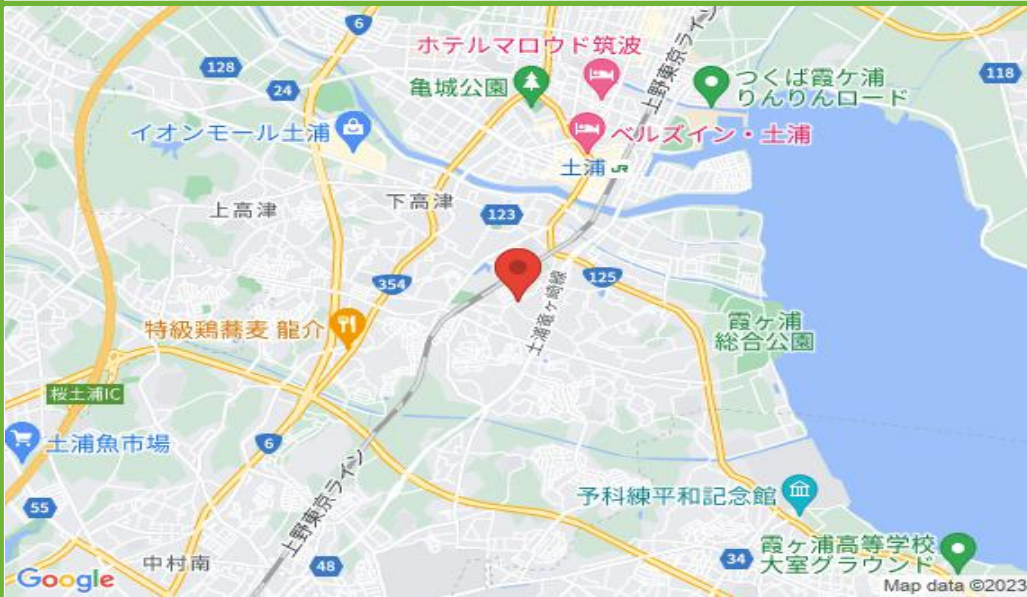 6
ホテルマロウド筑波
上野東京ライン
128
24
亀城公園
つくば霞ケ浦
りんりんロード
118
イオンモール土浦
ベルズイン・土浦
土浦 JR
上高津
下高津
123
354
125
土浦竜ケ崎線
特級鶏蕎麦 龍介
霞ヶ浦
総合公園
桜土浦IC
土浦魚市場
6
上野東京ライン
予科練平和記念館
55
中村南
48
34
霞ヶ浦高等学校
大室グラウンド
Google
Map data ©2023